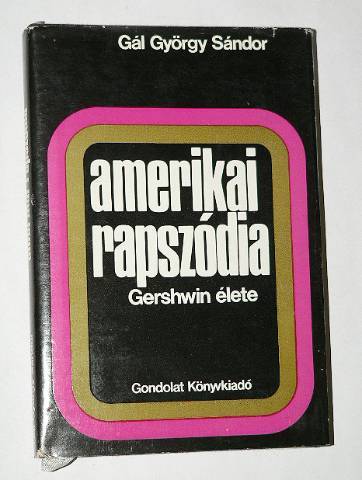 Gál György Sándor
amerikai
rapszódia
Gershwin élete
Gondolat Könyvkiadó